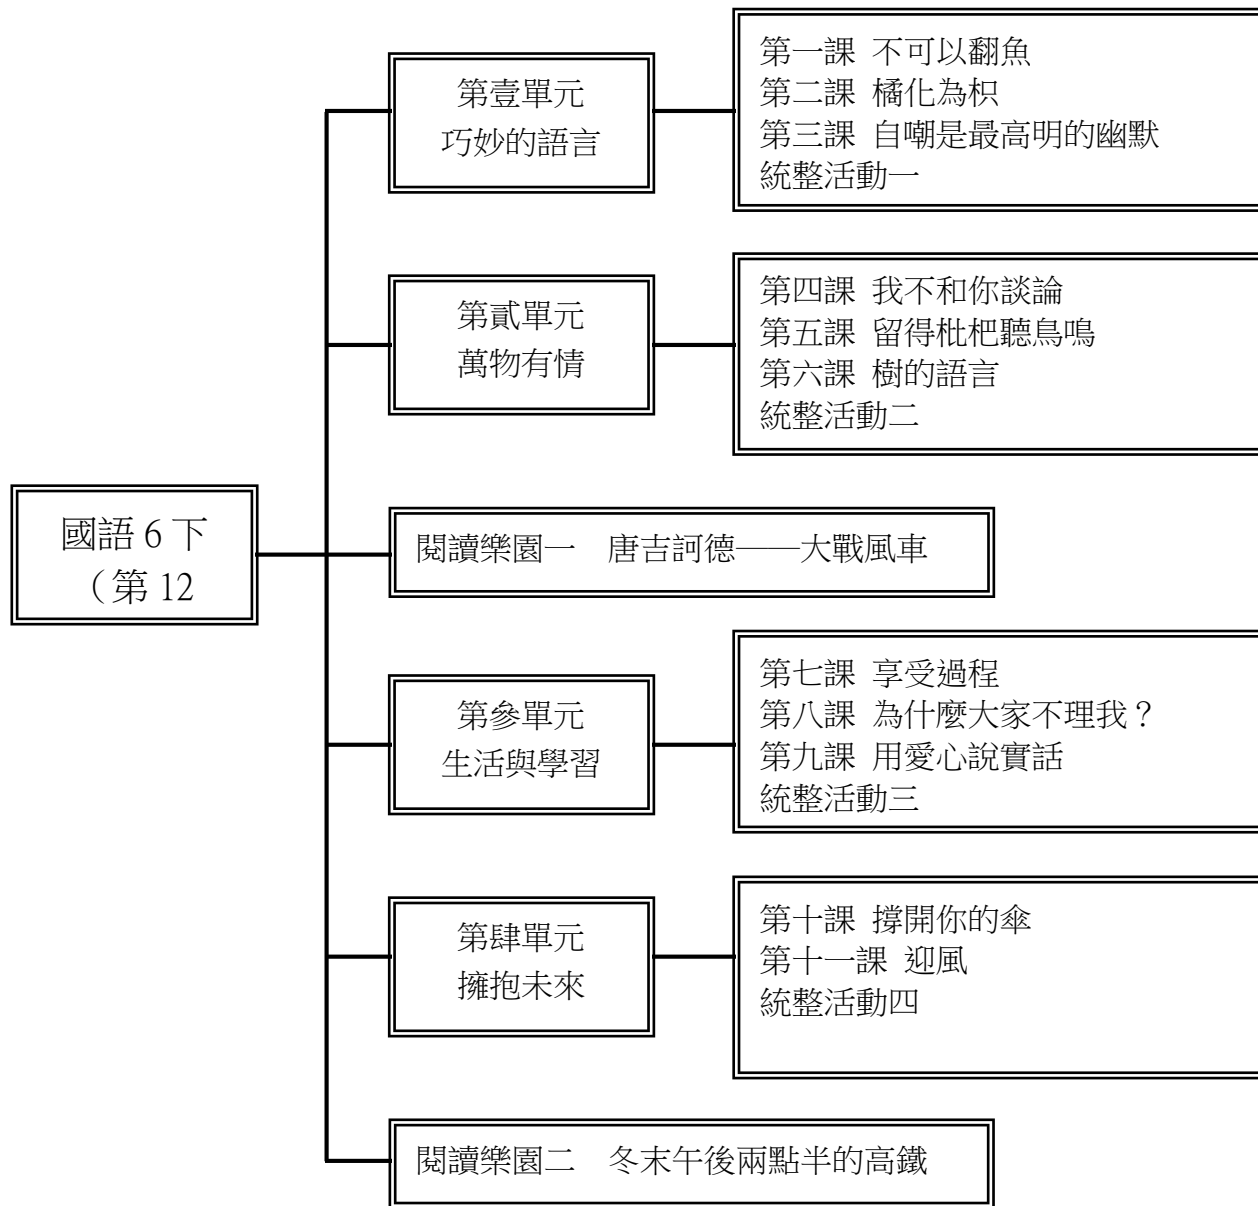 國語 6 下
（第 12
第壹單元
巧妙的語言
第一課 不可以翻魚
第二課 橘化為枳
第三課 自嘲是最高明的幽默
統整活動一
第貳單元
萬物有情
第四課 我不和你談論
第五課 留得枇杷聽鳥鳴
第六課 樹的語言
統整活動二
閱讀樂園一　唐吉訶德──大戰風車
第參單元
生活與學習
第七課 享受過程
第八課 為什麼大家不理我？
第九課 用愛心說實話
統整活動三
第肆單元
擁抱未來
第十課 撐開你的傘
第十一課 迎風
統整活動四
閱讀樂園二　冬末午後兩點半的高鐵